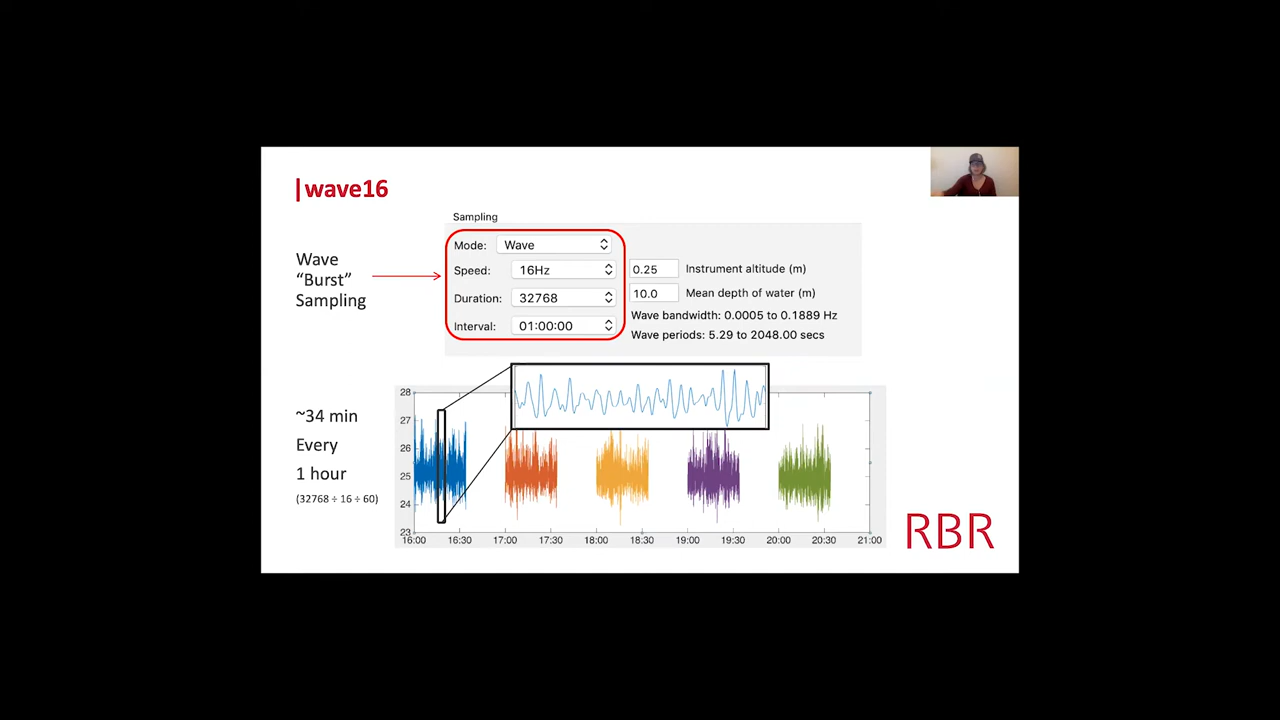 |wave16
Sampling
Wave
“Burst”
Sampling
Mode: Wave
Speed: 16Hz
Duration: 32768
Interval: 01:00:00
0.25 Instrument altitude (m)
10.0 Mean depth of water (m)
Wave bandwidth: 0.0005 to 0.1889 Hz
Wave periods: 5.29 to 2048.00 secs
~34 min
Every
1 hour
(32768 ÷ 16 ÷ 60)
28
27
26
25
24
23
16:00 16:30 17:00 17:30 18:00 18:30 19:00 19:30 20:00 20:30 21:00
RBR